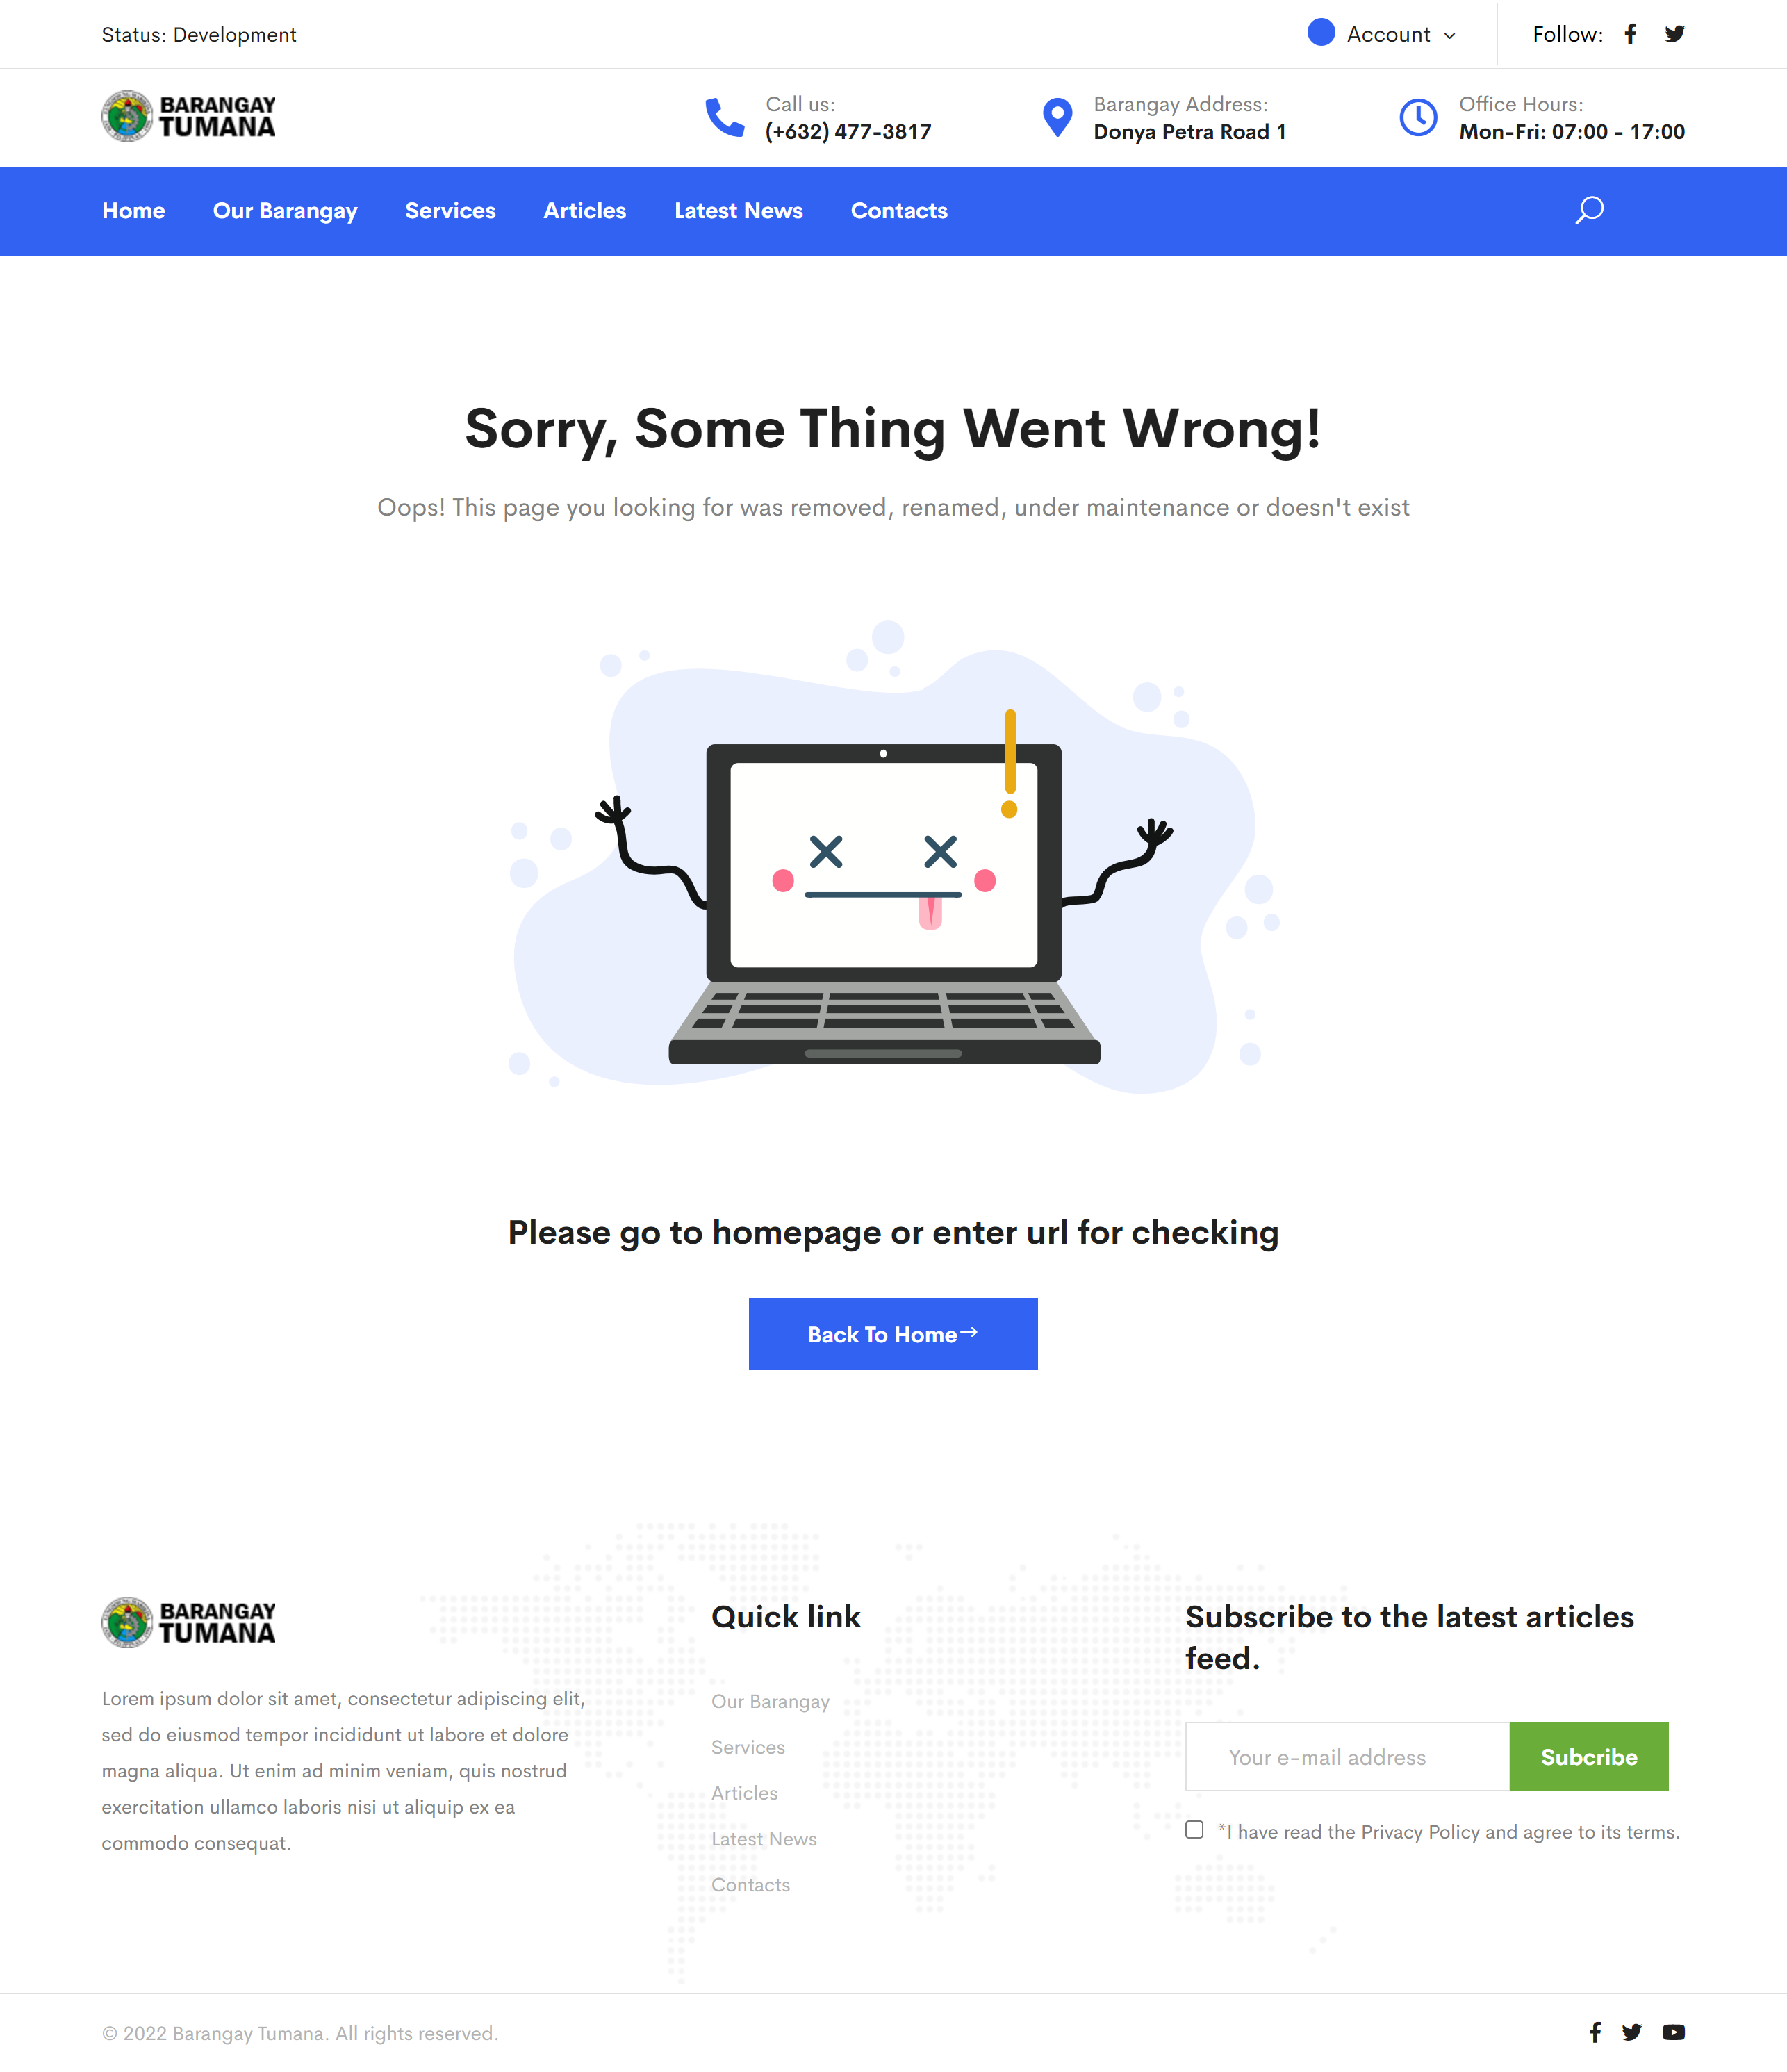 Status: Development
Account
Follow:
BARANGAY
TUMANA
Call us:
(+632) 477-3817
Barangay Address:
Donya Petra Road 1
Office Hours:
Mon-Fri: 07:00 - 17:00
Home
Our Barangay
Services
Articles
Latest News
Contacts
Sorry, Some Thing Went Wrong!
Oops! This page you looking for was removed, renamed, under maintenance or doesn't exist
Please go to homepage or enter url for checking
Back To Home→
BARANGAY
TUMANA
Lorem ipsum dolor sit amet, consectetur adipiscing elit,
sed do eiusmod tempor incididunt ut labore et dolore
magna aliqua. Ut enim ad minim veniam, quis nostrud
exercitation ullamco laboris nisi ut aliquip ex ea
commodo consequat.
Quick link
Our Barangay
Services
Articles
Latest News
Contacts
Subscribe to the latest articles
feed.
Your e-mail address
Subcribe
*I have read the Privacy Policy and agree to its terms.
© 2022 Barangay Tumana. All rights reserved.